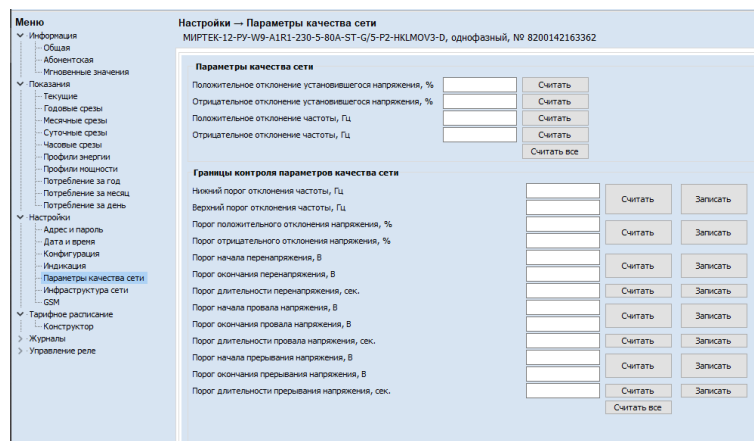 Меню
Информация
Общая
Абонентская
Мгновенные значения
Показания
Текущие
Годовые срезы
Месячные срезы
Суточные срезы
Часовые срезы
Профили энергии
Профили мощности
Потребление за год
Потребление за месяц
Потребление за день
Настройки
Адрес и пароль
Дата и время
Конфигурация
Индикация
Параметры качества сети
Инфраструктура сети
GSM
Тарифное расписание
Конструктор
Журналы
Управление реле
Настройки → Параметры качества сети
МИРТЕК-12-РУ-W9-A1R1-230-5-80A-ST-G/5-P2-HKLMOV3-D, однофазный, № 8200142163362
Параметры качества сети
Положительное отклонение установившегося напряжения, % Считать
Отрицательное отклонение установившегося напряжения, % Считать
Положительное отклонение частоты, Гц Считать
Отрицательное отклонение частоты, Гц Считать
Считать все
Границы контроля параметров качества сети
Нижний порог отклонения частоты, Гц
Считать Записать
Верхний порог отклонения частоты, Гц
Порог положительного отклонения напряжения, %
Считать Записать
Порог отрицательного отклонения напряжения, %
Порог начала перенапряжения, В
Считать Записать
Порог окончания перенапряжения, В
Порог длительности перенапряжения, сек. Считать Записать
Порог начала провала напряжения, В
Считать Записать
Порог окончания провала напряжения, В
Порог длительности провала напряжения, сек. Считать Записать
Порог начала прерывания напряжения, В
Считать Записать
Порог окончания прерывания напряжения, В
Порог длительности прерывания напряжения, сек. Считать Записать
Считать все